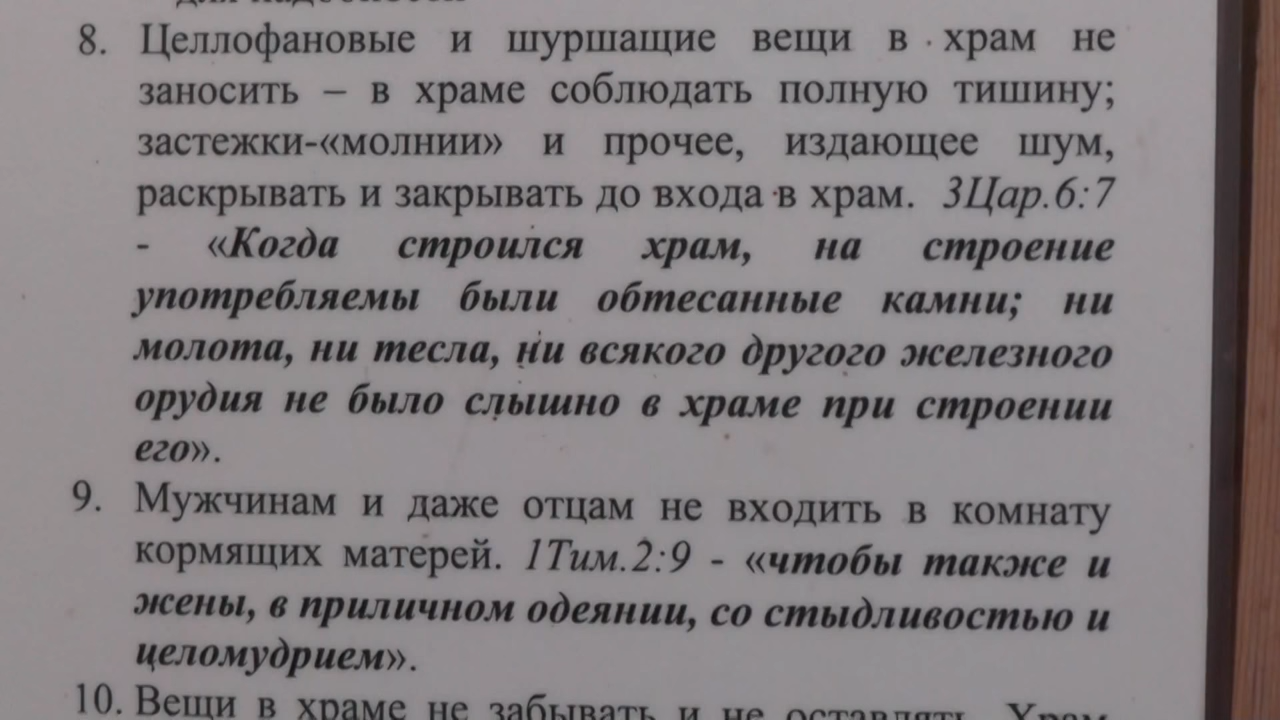 для надобностей
8. Целлофановые и шуршащие вещи в храм не
заносить – в храме соблюдать полную тишину;
застежки-«молнии» и прочее, издающее шум,
раскрывать и закрывать до входа в храм. 3Цар.6:7
- «Когда строился храм, на строение
употребляемы были обтесанные камни; ни
молота, ни тесла, ни всякого другого железного
орудия не было слышно в храме при строении
его».
9. Мужчинам и даже отцам не входить в комнату
кормящих матерей. 1Тим.2:9 - «чтобы также и
жены, в приличном одеянии, со стыдливостью и
целомудрием».
10. Вещи в храме не забывать и не оставлять. Храм